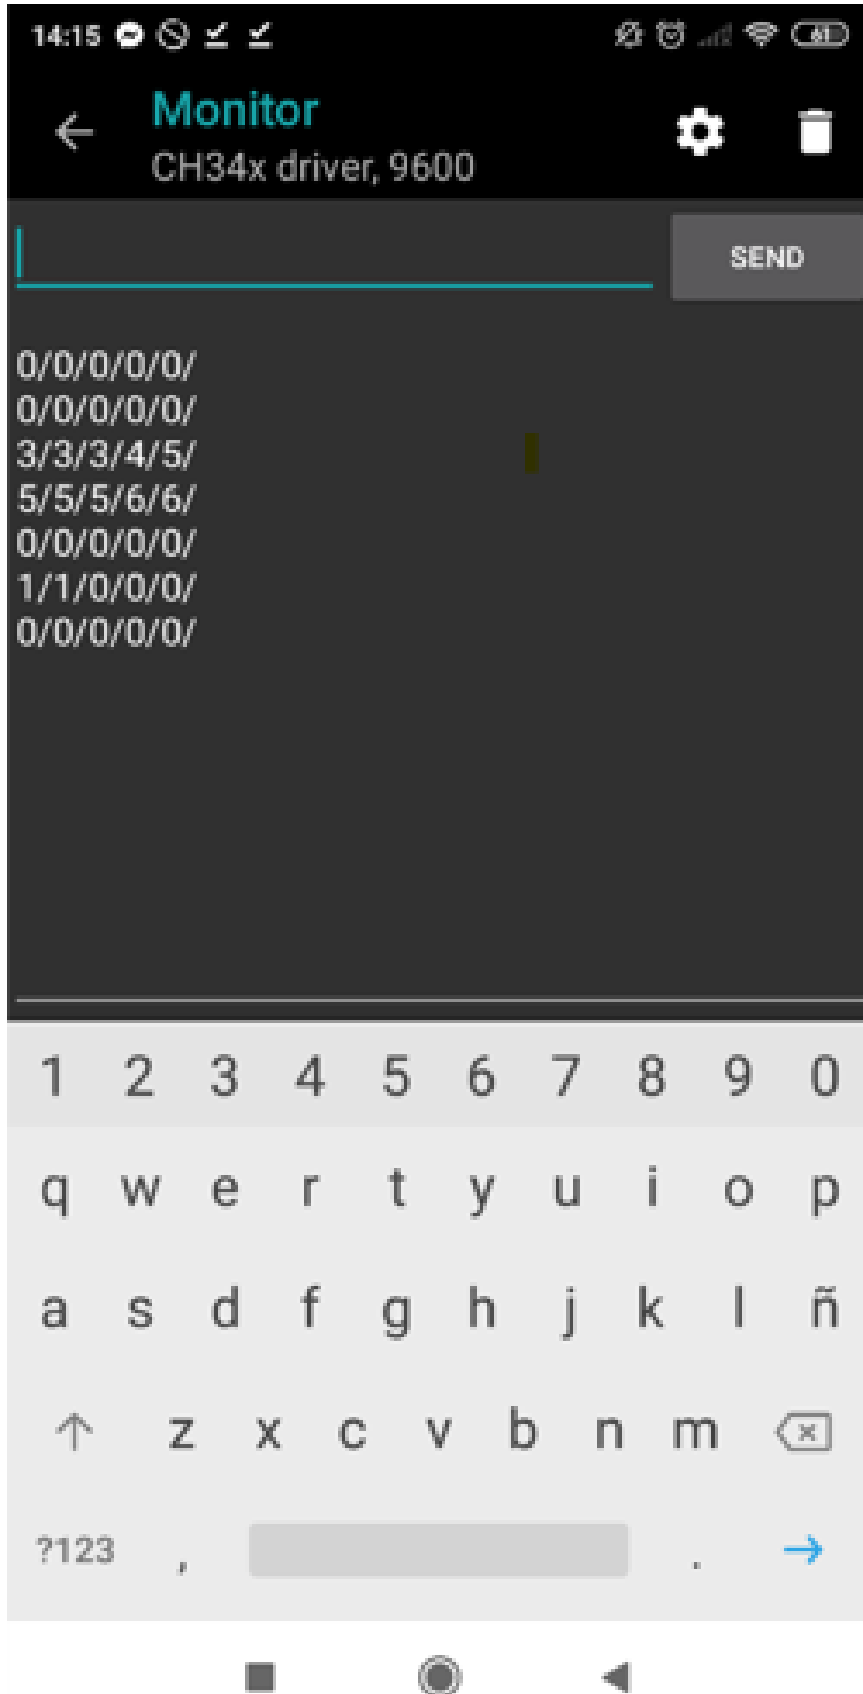 14:15
61
Monitor
CH34x driver, 9600
SEND
0/0/0/0/0/
0/0/0/0/0/
3/3/3/4/5/
5/5/5/6/6/
0/0/0/0/0/
1/1/0/0/0/
0/0/0/0/0/
1 2 3 4 5 6 7 8 9 0
q w e r t y u i o p
a s d f g h j k l ñ
z x c v b n m
?123 , .